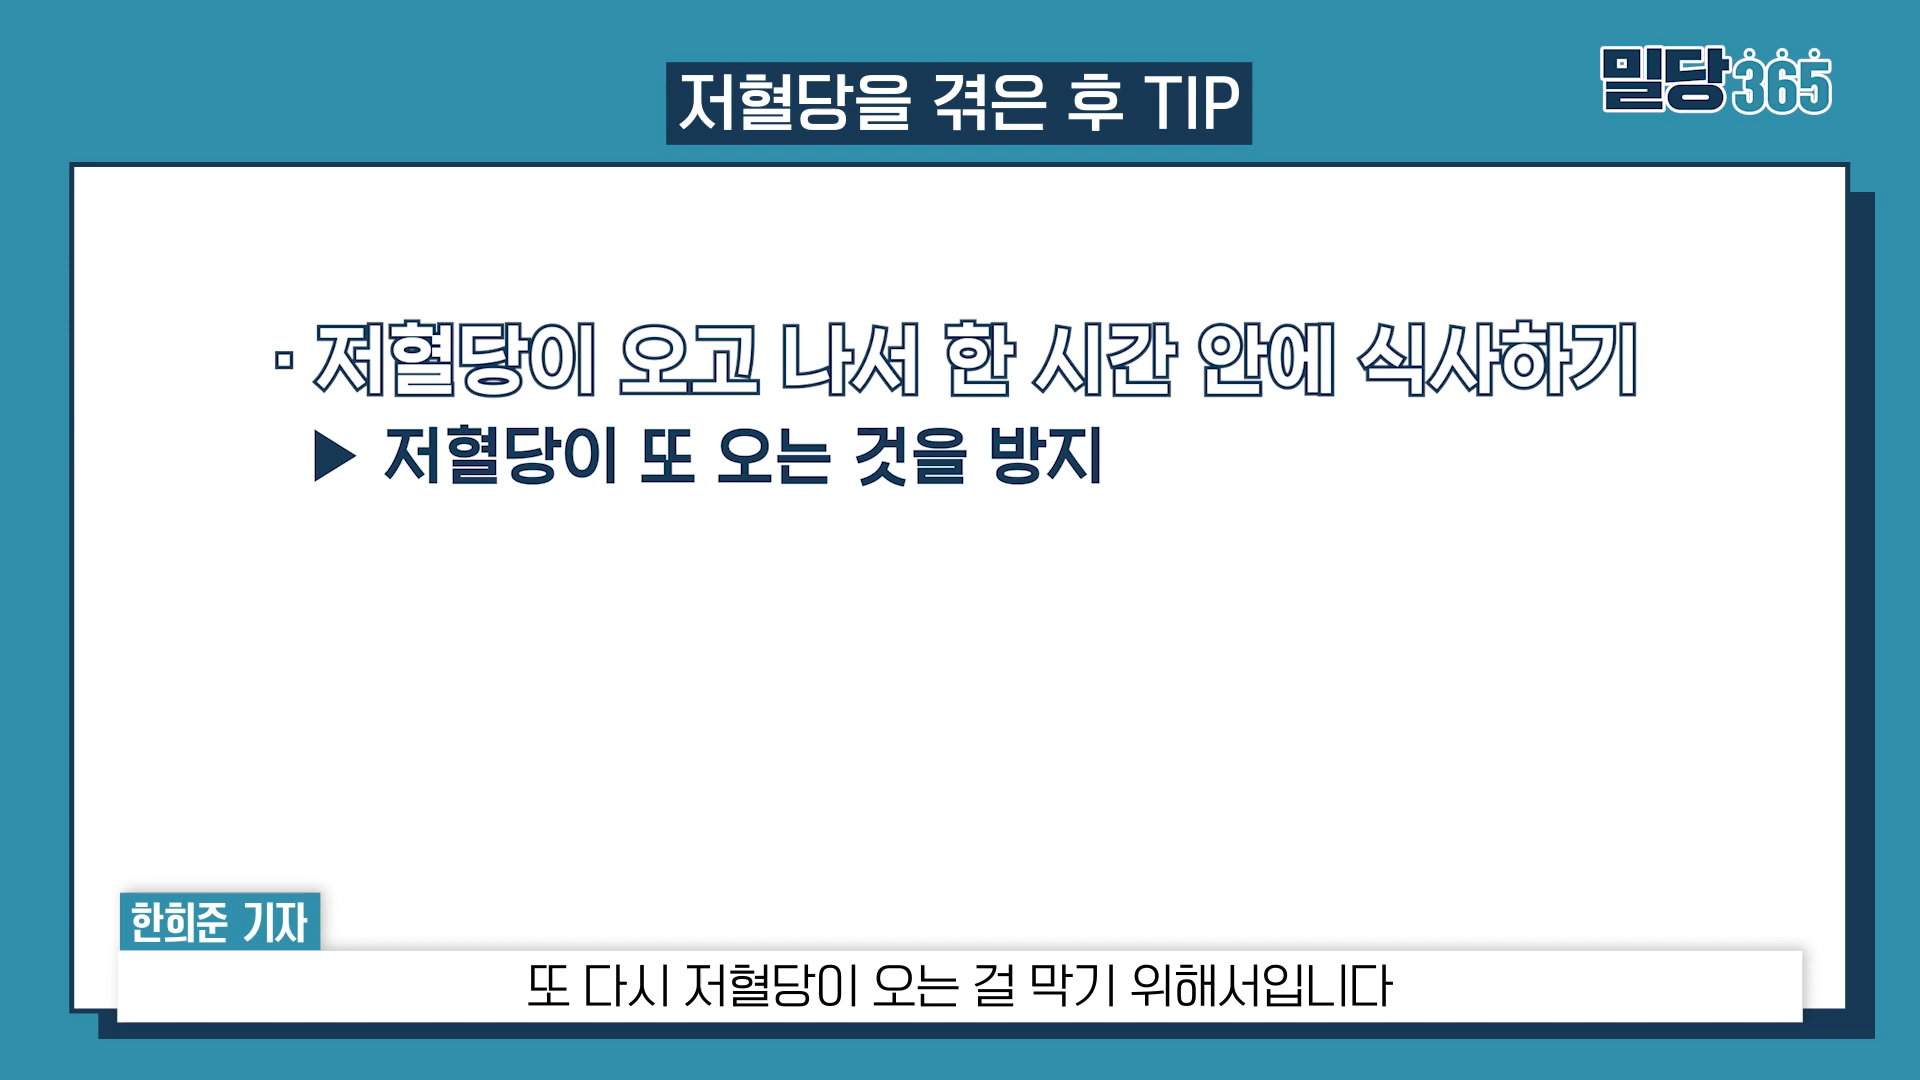 저혈당을 겪은 후 TIP
밀당365
· 저혈당이 오고 나서 한 시간 안에 식사하기
▶ 저혈당이 또 오는 것을 방지
한희준 기자
또 다시 저혈당이 오는 걸 막기 위해서입니다